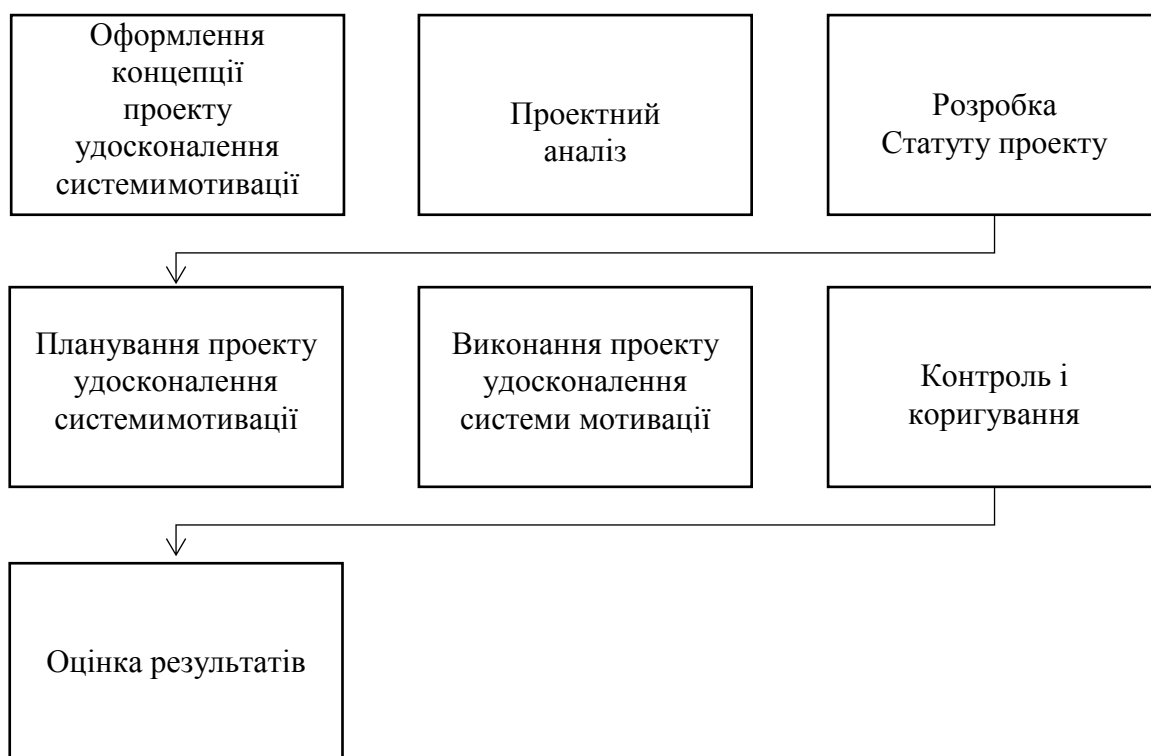 Оформлення
концепції
проекту
удосконалення
системимотивації
Проектний
аналіз
Розробка
Статуту проекту
Планування проекту
удосконалення
системимотивації
Виконання проекту
удосконалення
системи мотивації
Контроль і
коригування
Оцінка результатів